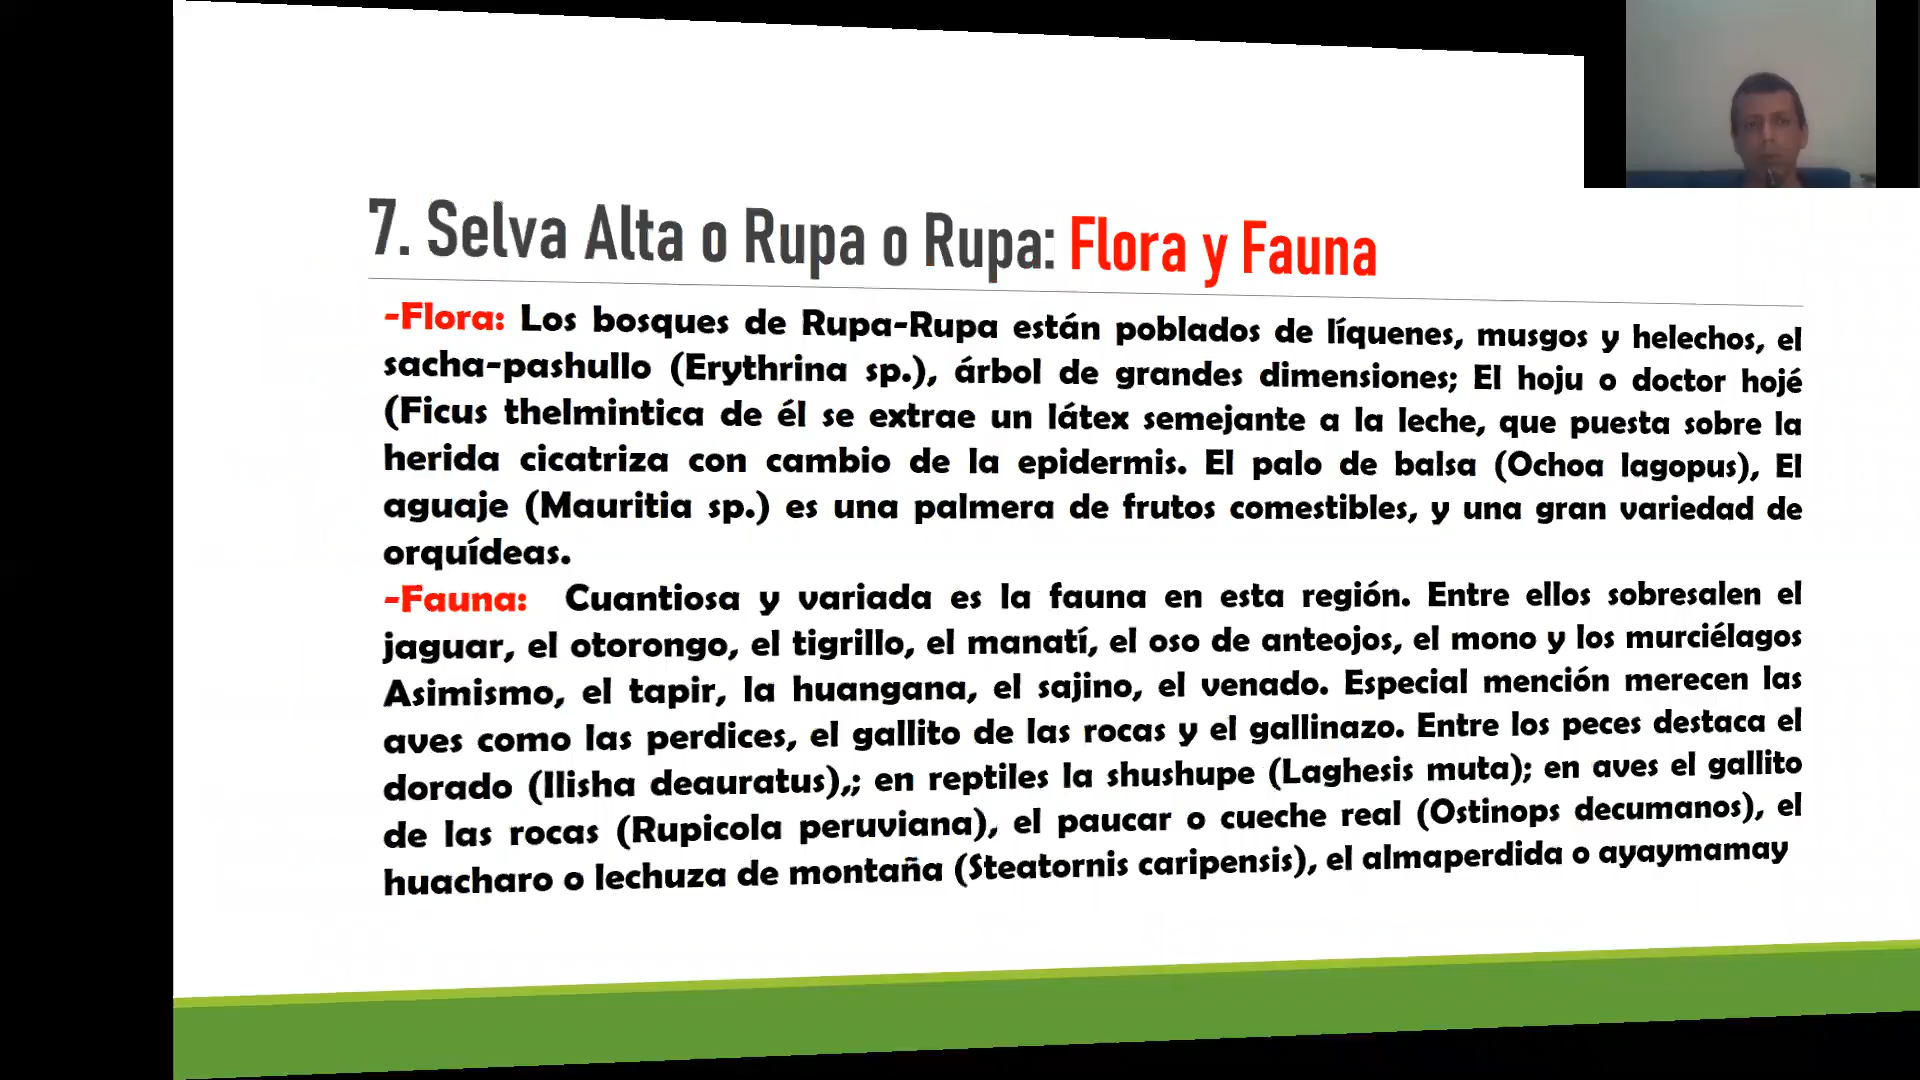 7. Selva Alta o Rupa o Rupa: Flora y Fauna
-Flora: Los bosques de Rupa-Rupa están poblados de líquenes, musgos y helechos, el
sacha-pashullo (Erythrina sp.), árbol de grandes dimensiones; El hoju o doctor hojé
(Ficus thelmintica de él se extrae un látex semejante a la leche, que puesta sobre la
herida cicatriza con cambio de la epidermis. El palo de balsa (Ochoa lagopus), El
aguaje (Mauritia sp.) es una palmera de frutos comestibles, y una gran variedad de
orquídeas.
-Fauna: Cuantiosa y variada es la fauna en esta región. Entre ellos sobresalen el
jaguar, el otorongo, el tigrillo, el manatí, el oso de anteojos, el mono y los murciélagos
Asimismo, el tapir, la huangana, el sajino, el venado. Especial mención merecen las
aves como las perdices, el gallito de las rocas y el gallinazo. Entre los peces destaca el
dorado (Ilisha deauratus),; en reptiles la shushupe (Laghesis muta); en aves el gallito
de las rocas (Rupicola peruviana), el paucar o cueche real (Ostinops decumanos), el
huacharo o lechuza de montaña (Steatornis caripensis), el almaperdida o ayaymamay